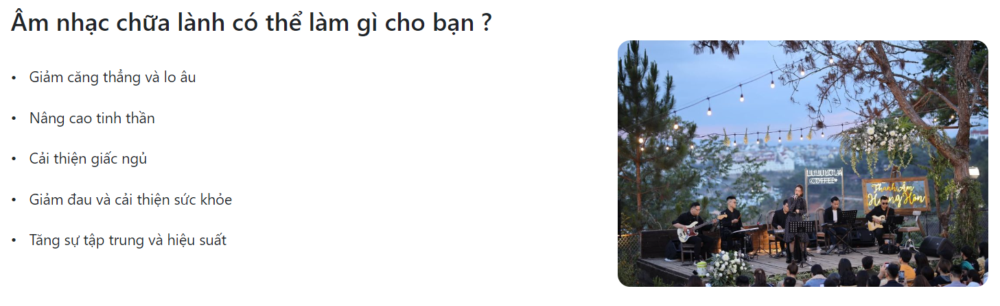 Âm nhạc chữa lành có thể làm gì cho bạn ?
• Giảm căng thẳng và lo âu
• Nâng cao tinh thần
• Cải thiện giấc ngủ
• Giảm đau và cải thiện sức khỏe
• Tăng sự tập trung và hiệu suất
LULULOLA
COFFEE+
Thanh Âm
Hoàng Hôn